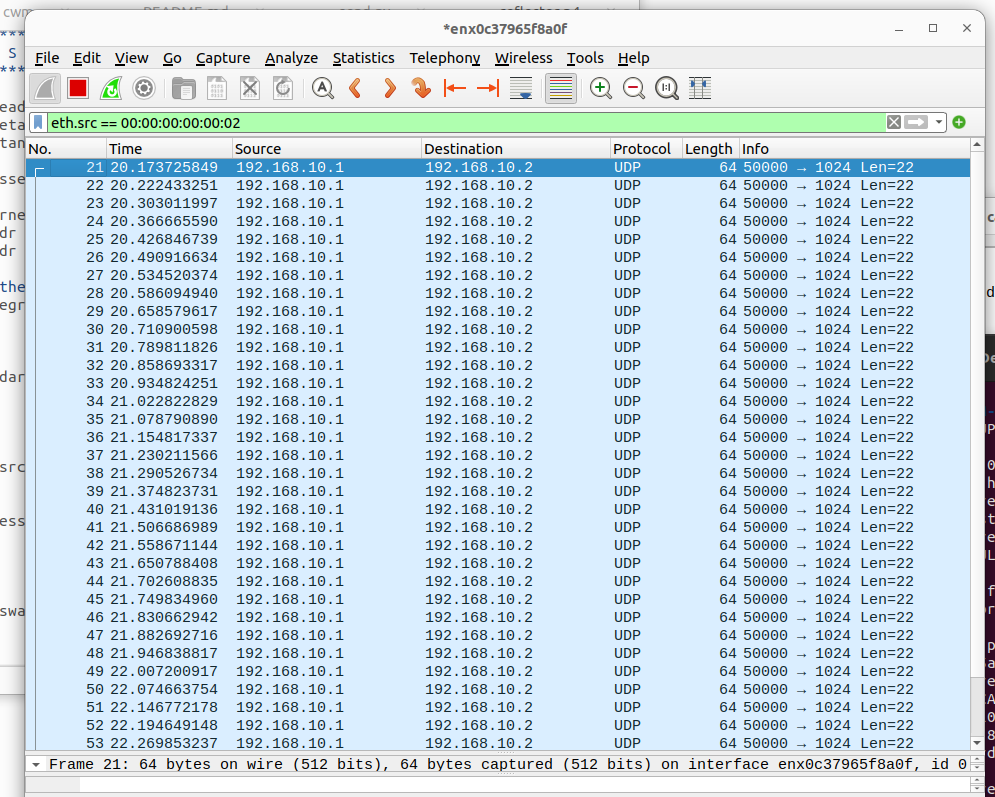 *enx0c37965f8a0f
File Edit View Go Capture Analyze Statistics Telephony Wireless Tools Help
eth.src == 00:00:00:00:00:02
No. Time Source Destination Protocol Length Info
21 20.173725849 192.168.10.1 192.168.10.2 UDP 64 50000 → 1024 Len=22
22 20.222433251 192.168.10.1 192.168.10.2 UDP 64 50000 → 1024 Len=22
23 20.303011997 192.168.10.1 192.168.10.2 UDP 64 50000 → 1024 Len=22
24 20.366665590 192.168.10.1 192.168.10.2 UDP 64 50000 → 1024 Len=22
25 20.426846739 192.168.10.1 192.168.10.2 UDP 64 50000 → 1024 Len=22
26 20.490916634 192.168.10.1 192.168.10.2 UDP 64 50000 → 1024 Len=22
27 20.534520374 192.168.10.1 192.168.10.2 UDP 64 50000 → 1024 Len=22
28 20.586094940 192.168.10.1 192.168.10.2 UDP 64 50000 → 1024 Len=22
29 20.658579617 192.168.10.1 192.168.10.2 UDP 64 50000 → 1024 Len=22
30 20.710900598 192.168.10.1 192.168.10.2 UDP 64 50000 → 1024 Len=22
31 20.789811826 192.168.10.1 192.168.10.2 UDP 64 50000 → 1024 Len=22
32 20.858693317 192.168.10.1 192.168.10.2 UDP 64 50000 → 1024 Len=22
33 20.934824251 192.168.10.1 192.168.10.2 UDP 64 50000 → 1024 Len=22
34 21.022822829 192.168.10.1 192.168.10.2 UDP 64 50000 → 1024 Len=22
35 21.078790890 192.168.10.1 192.168.10.2 UDP 64 50000 → 1024 Len=22
36 21.154817337 192.168.10.1 192.168.10.2 UDP 64 50000 → 1024 Len=22
37 21.230211566 192.168.10.1 192.168.10.2 UDP 64 50000 → 1024 Len=22
38 21.290526734 192.168.10.1 192.168.10.2 UDP 64 50000 → 1024 Len=22
39 21.374823731 192.168.10.1 192.168.10.2 UDP 64 50000 → 1024 Len=22
40 21.431019136 192.168.10.1 192.168.10.2 UDP 64 50000 → 1024 Len=22
41 21.506686989 192.168.10.1 192.168.10.2 UDP 64 50000 → 1024 Len=22
42 21.558671144 192.168.10.1 192.168.10.2 UDP 64 50000 → 1024 Len=22
43 21.650788408 192.168.10.1 192.168.10.2 UDP 64 50000 → 1024 Len=22
44 21.702608835 192.168.10.1 192.168.10.2 UDP 64 50000 → 1024 Len=22
45 21.749834960 192.168.10.1 192.168.10.2 UDP 64 50000 → 1024 Len=22
46 21.830662942 192.168.10.1 192.168.10.2 UDP 64 50000 → 1024 Len=22
47 21.882692716 192.168.10.1 192.168.10.2 UDP 64 50000 → 1024 Len=22
48 21.946838817 192.168.10.1 192.168.10.2 UDP 64 50000 → 1024 Len=22
49 22.007200917 192.168.10.1 192.168.10.2 UDP 64 50000 → 1024 Len=22
50 22.074663754 192.168.10.1 192.168.10.2 UDP 64 50000 → 1024 Len=22
51 22.146772178 192.168.10.1 192.168.10.2 UDP 64 50000 → 1024 Len=22
52 22.194649148 192.168.10.1 192.168.10.2 UDP 64 50000 → 1024 Len=22
53 22.269853237 192.168.10.1 192.168.10.2 UDP 64 50000 → 1024 Len=22
Frame 21: 64 bytes on wire (512 bits), 64 bytes captured (512 bits) on interface enx0c37965f8a0f, id 0